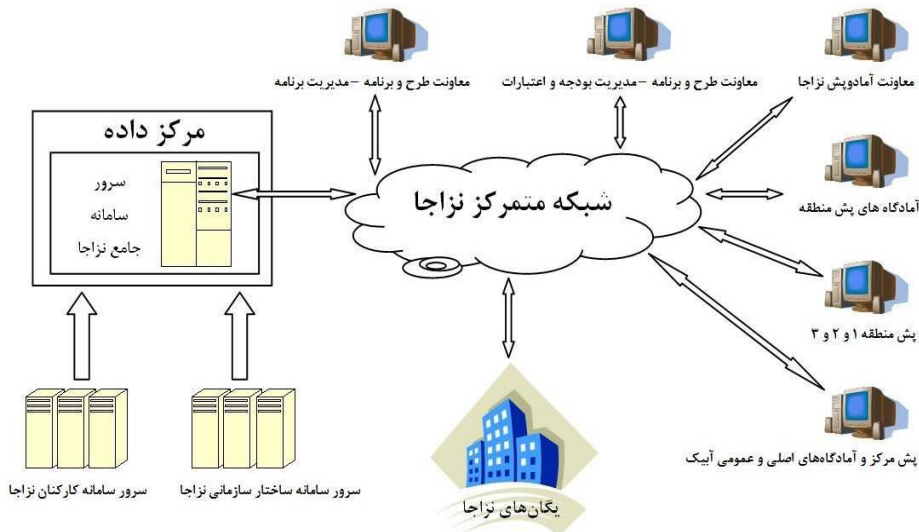 معاونت آمادوپش نزاجا
معاونت طرح و برنامه – مدیریت بودجه و اعتبارات
معاونت طرح و برنامه – مدیریت برنامه
مرکز داده
سرور
سامانه
جامع نزاجا
شبکه متمرکز نزاجا
آمادگاه های پش منطقه
پش منطقه ۱ و ۲ و ۳
پش مرکز و آمادگاه‌های اصلی و عمومی آبیک
یگان‌های نزاجا
سرور سامانه ساختار سازمانی نزاجا
سرور سامانه کارکنان نزاجا